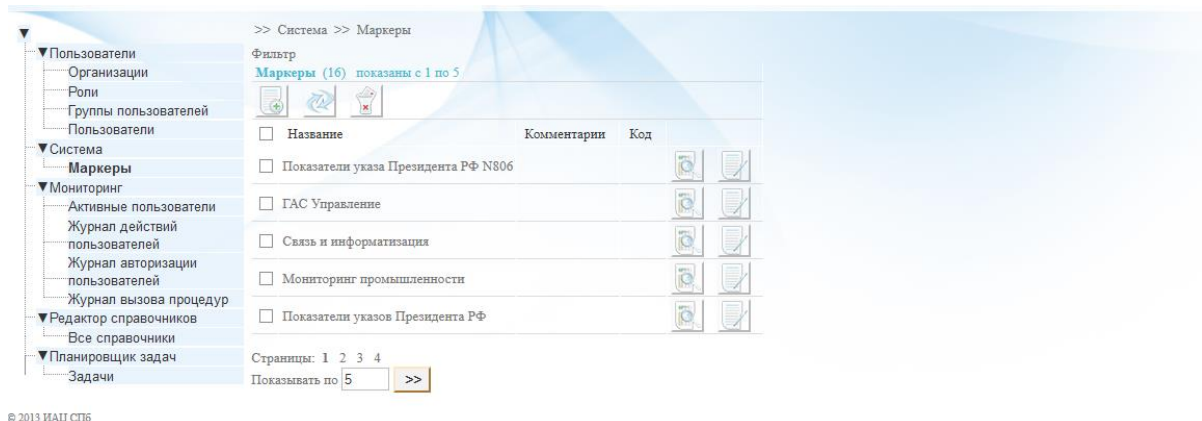 ▼
▼Пользователи
Организации
Роли
Группы пользователей
Пользователи
▼Система
Маркеры
▼Мониторинг
Активные пользователи
Журнал действий
пользователей
Журнал авторизации
пользователей
Журнал вызова процедур
▼Редактор справочников
Все справочники
▼Планировщик задач
Задачи
>> Система >> Маркеры
Фильтр
Маркеры (16) показаны с 1 по 5
Название Комментарии Код
Показатели указа Президента РФ N806
ГАС Управление
Связь и информатизация
Мониторинг промышленности
Показатели указов Президента РФ
Страницы: 1 2 3 4
Показывать по 5 >>
© 2013 ИАЦ СПб